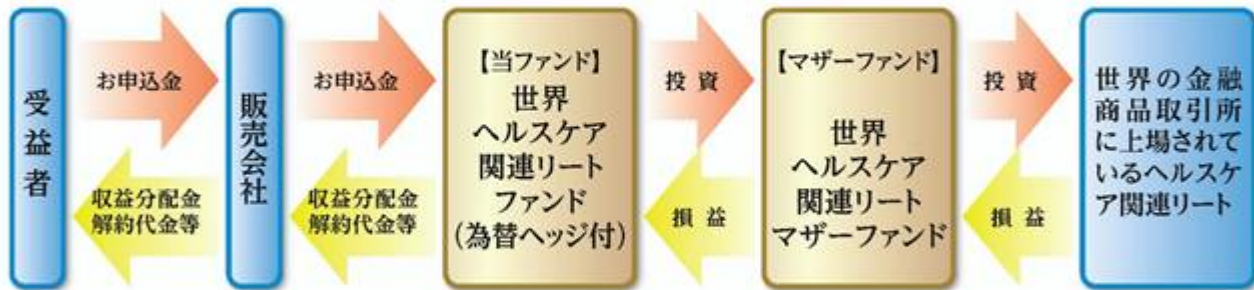 受益者
お申込金
収益分配金
解約代金等
販売会社
お申込金
収益分配金
解約代金等
【当ファンド】
世界
ヘルスケア
関連リート
ファンド
(為替ヘッジ付)
投資
損益
【マザーファンド】
世界
ヘルスケア
関連リート
マザーファンド
投資
損益
世界の金融
商品取引所
に上場されて
いるヘルスケ
ア関連リート